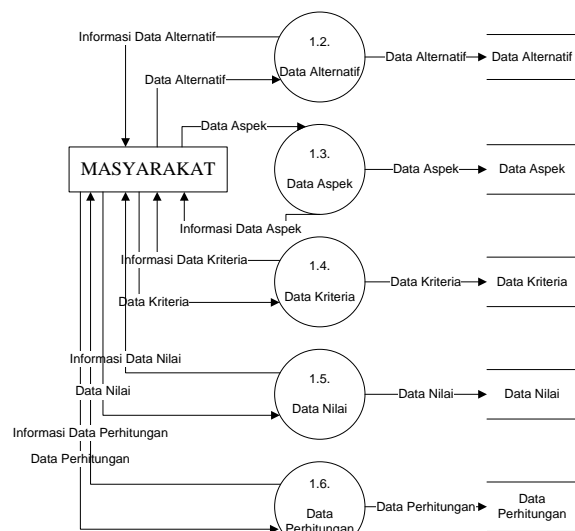 Informasi Data Alternatif
1.2.
Data Alternatif
Data Alternatif
Data Alternatif
Data Alternatif
Data Aspek
MASYARAKAT
1.3.
Data Aspek
Data Aspek
Data Aspek
Informasi Data Aspek
Informasi Data Kriteria
1.4.
Data Kriteria
Data Kriteria
Data Kriteria
Data Kriteria
Informasi Data Nilai
1.5.
Data Nilai
Data Nilai
Data Nilai
Data Nilai
Informasi Data Perhitungan
Data Perhitungan
1.6.
Data
Perhitungan
Data Perhitungan
Data
Perhitungan